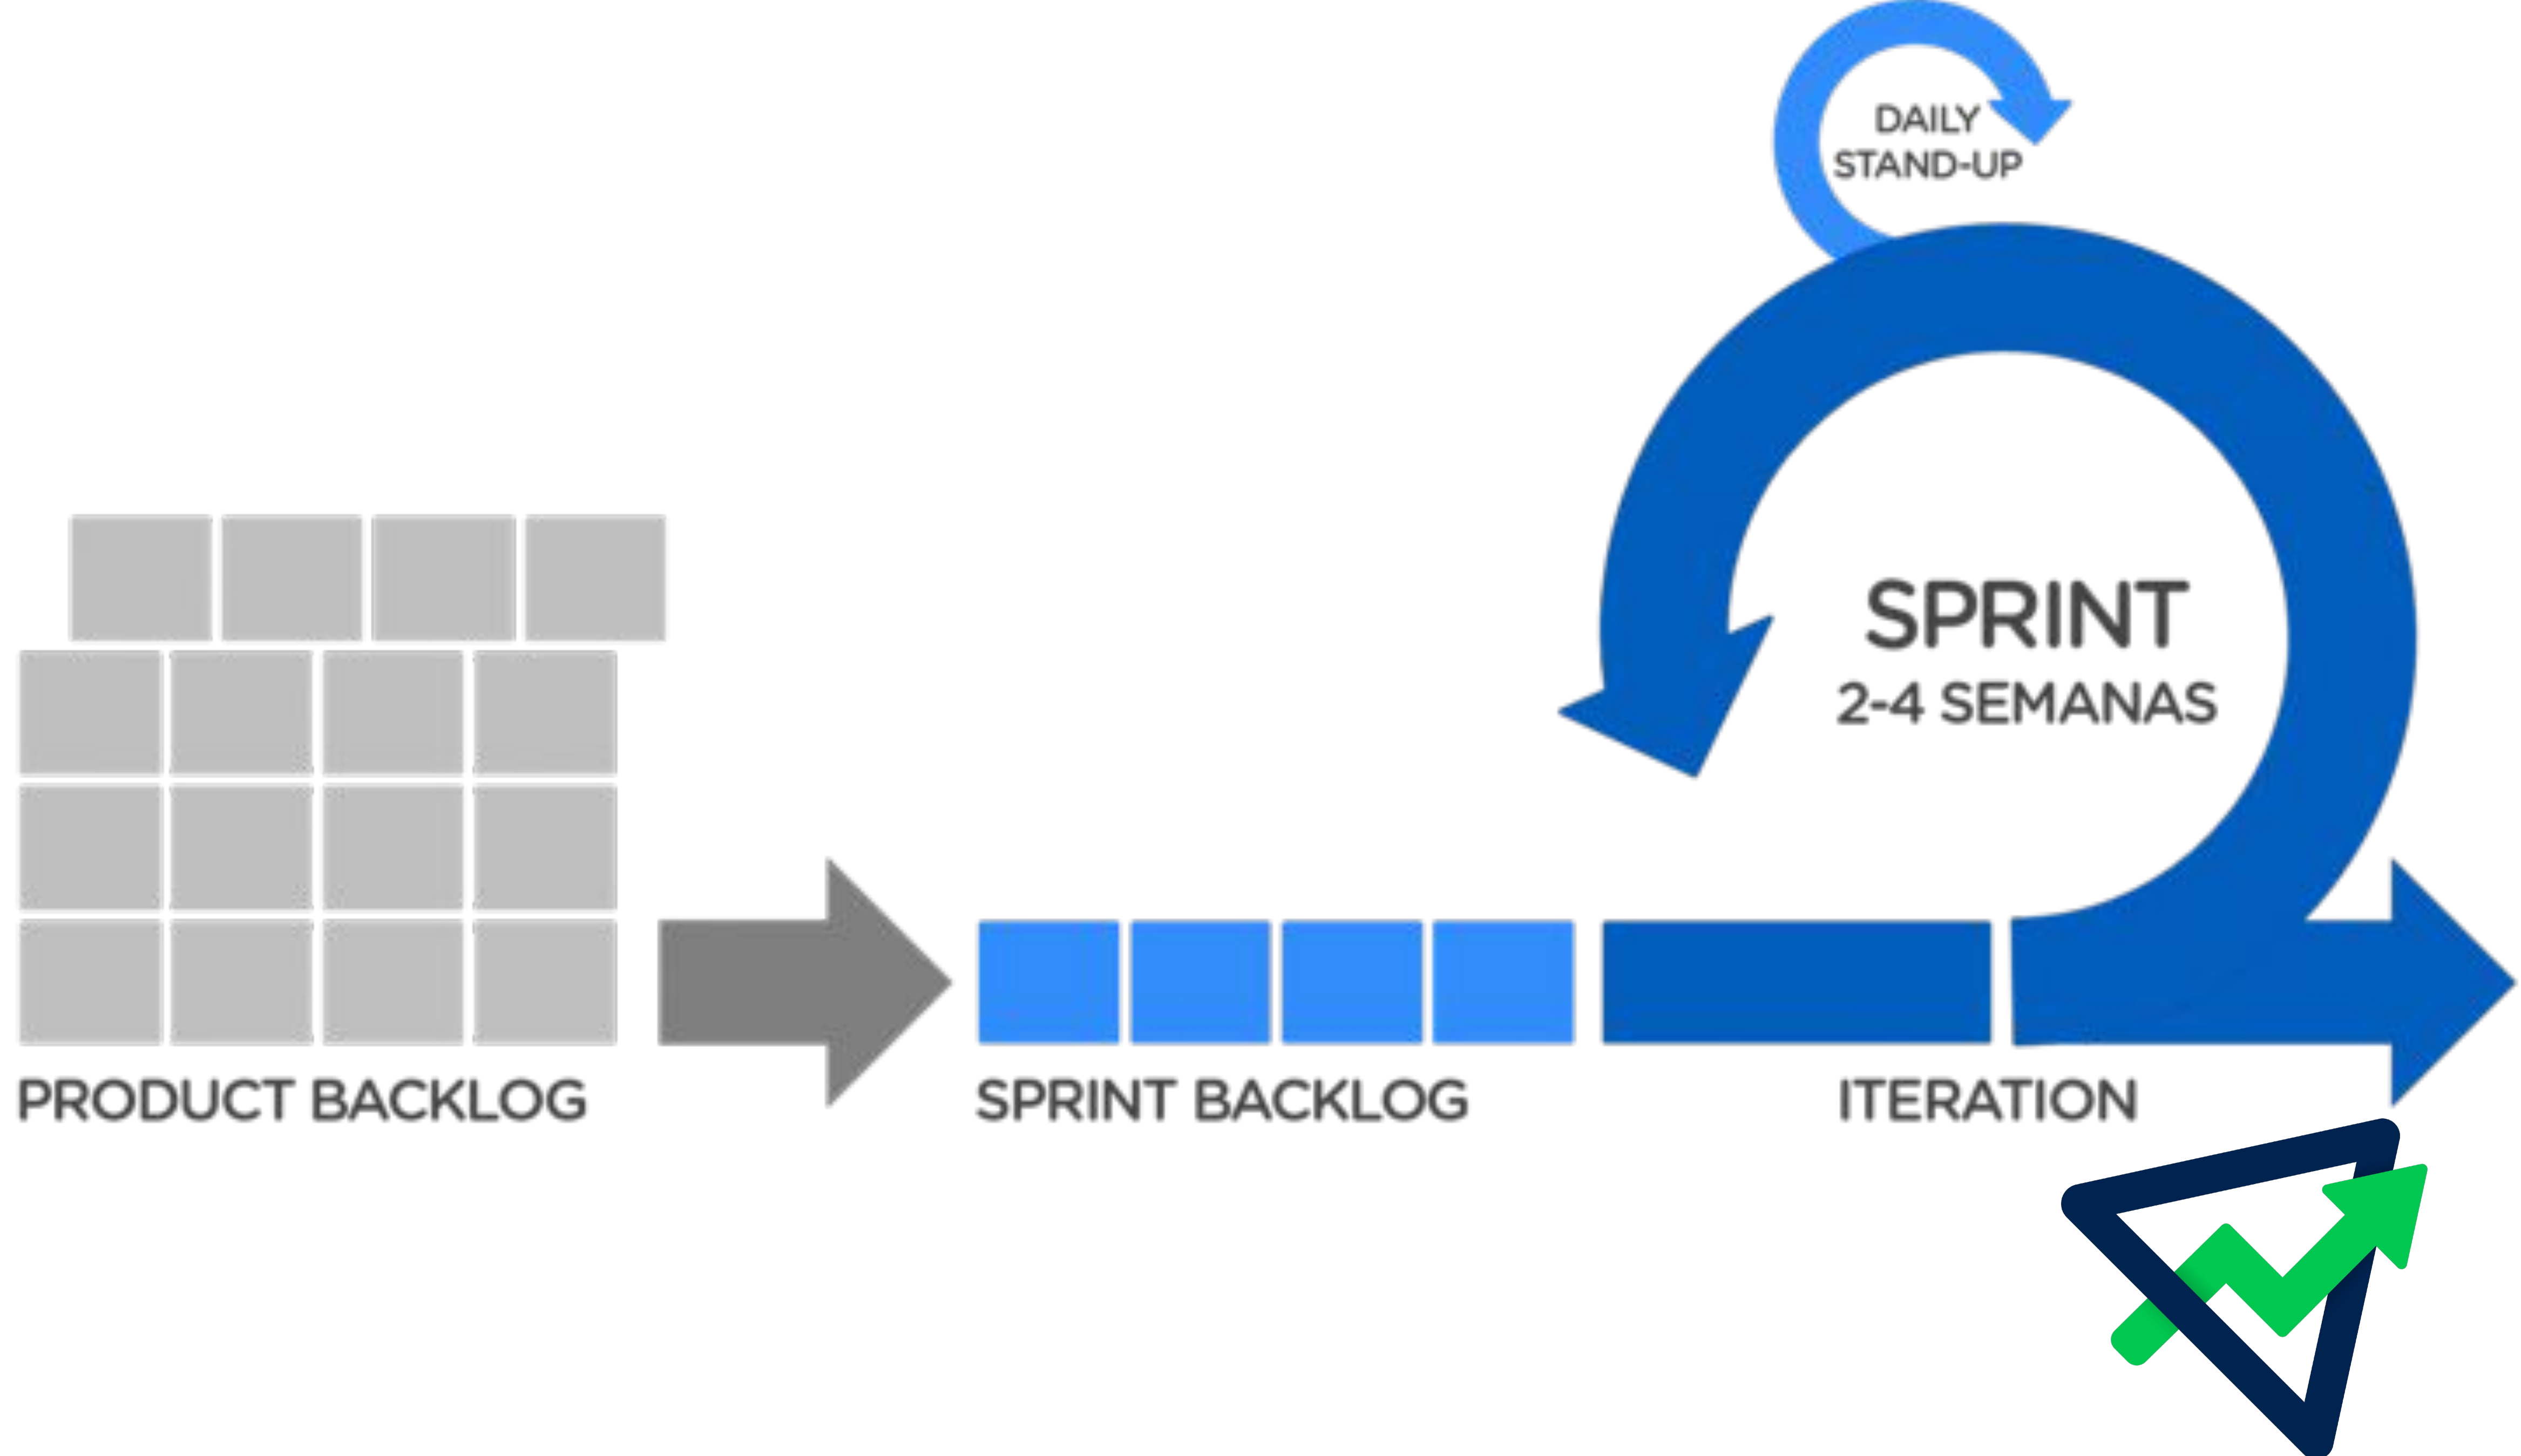 DAILY
STAND-UP
SPRINT
2-4 SEMANAS
PRODUCT BACKLOG
SPRINT BACKLOG
ITERATION